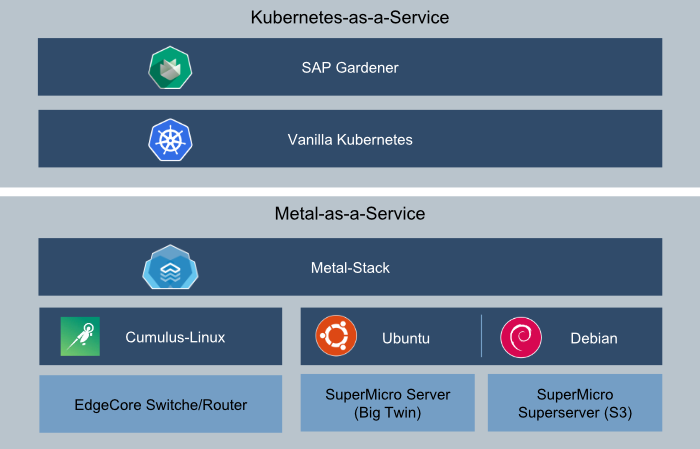 Kubernetes-as-a-Service
SAP Gardener
Vanilla Kubernetes
Metal-as-a-Service
Metal-Stack
Cumulus-Linux
Ubuntu
Debian
EdgeCore Switche/Router
SuperMicro Server
(Big Twin)
SuperMicro
Superserver (S3)